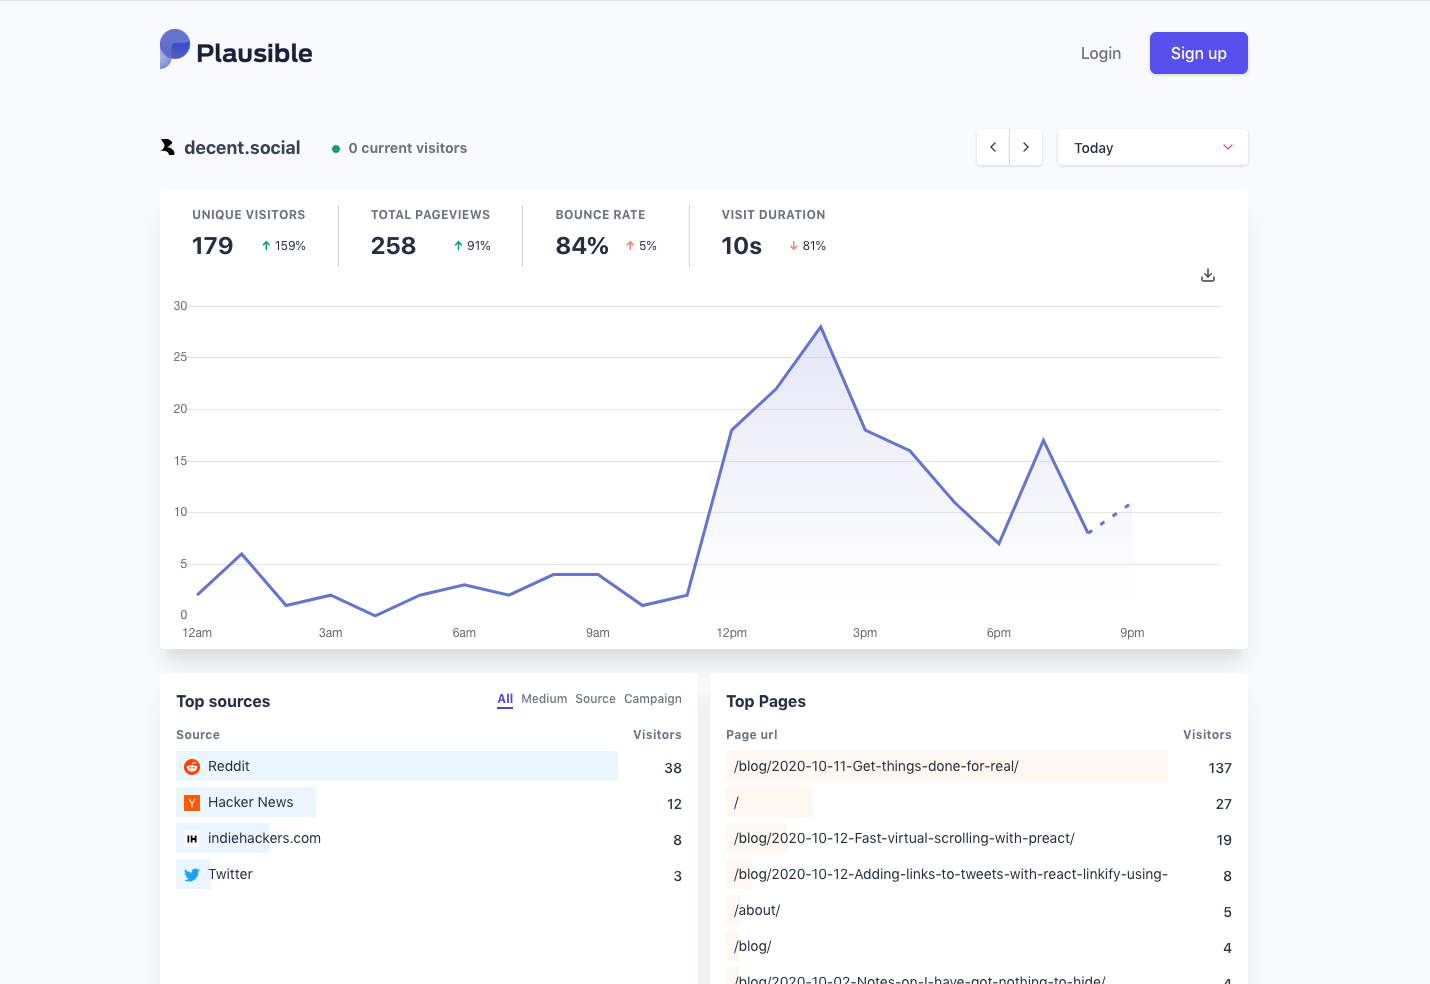 Plausible
Login
Sign up
decent.social
0 current visitors
Today
UNIQUE VISITORS
179
159%
TOTAL PAGEVIEWS
258
91%
BOUNCE RATE
84%
5%
VISIT DURATION
10s
81%
30
25
20
15
10
5
0
12am 3am 6am 9am 12pm 3pm 6pm 9pm
Top sources
All Medium Source Campaign
Source Visitors
Reddit 38
Y
Hacker News 12
IH
indiehackers.com 8
Twitter 3
Top Pages
Page url Visitors
/blog/2020-10-11-Get-things-done-for-real/ 137
/ 27
/blog/2020-10-12-Fast-virtual-scrolling-with-preact/ 19
/blog/2020-10-12-Adding-links-to-tweets-with-react-linkify-using- 8
/about/ 5
/blog/ 4
/blog/2020-10-02-Notes-on-I-have-got-nothing-to-hide/ 4